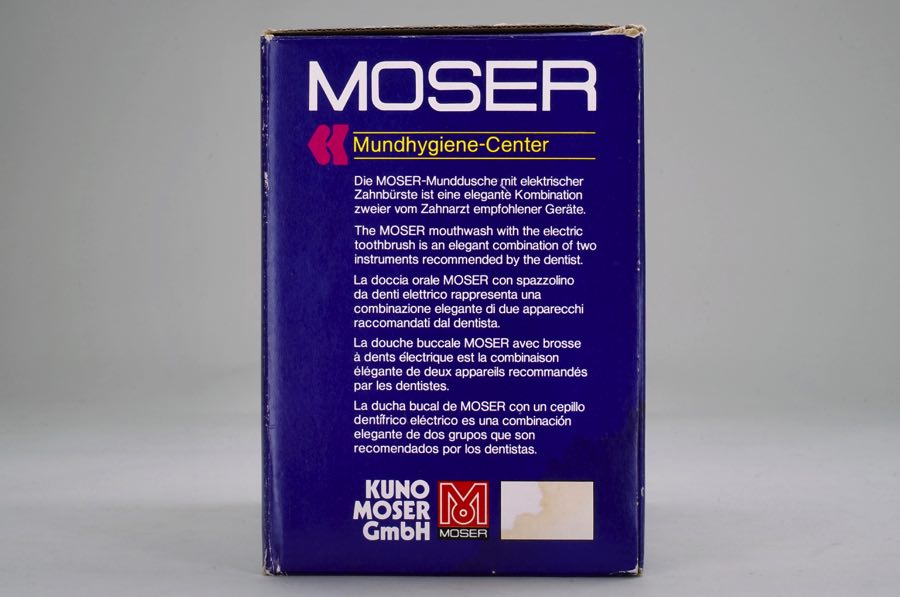 MOSER
Mundhygiene-Center
Die MOSER-Munddusche mit elektrischer
Zahnbürste ist eine elegante Kombination
zweier vom Zahnarzt empfohlener Geräte.
The MOSER mouthwash with the electric
toothbrush is an elegant combination of two
instruments recommended by the dentist.
La doccia orale MOSER con spazzolino
da denti elettrico rappresenta una
combinazione elegante di due apparecchi
raccomandati dal dentista.
La douche buccale MOSER avec brosse
à dents électrique est la combinaison
élégante de deux appareils recommandés
par les dentistes.
La ducha bucal de MOSER con un cepillo
dentífrico eléctrico es una combinación
elegante de dos grupos que son
recomendados por los dentistas.
KUNO
MOSER
GmbH
M
MOSER